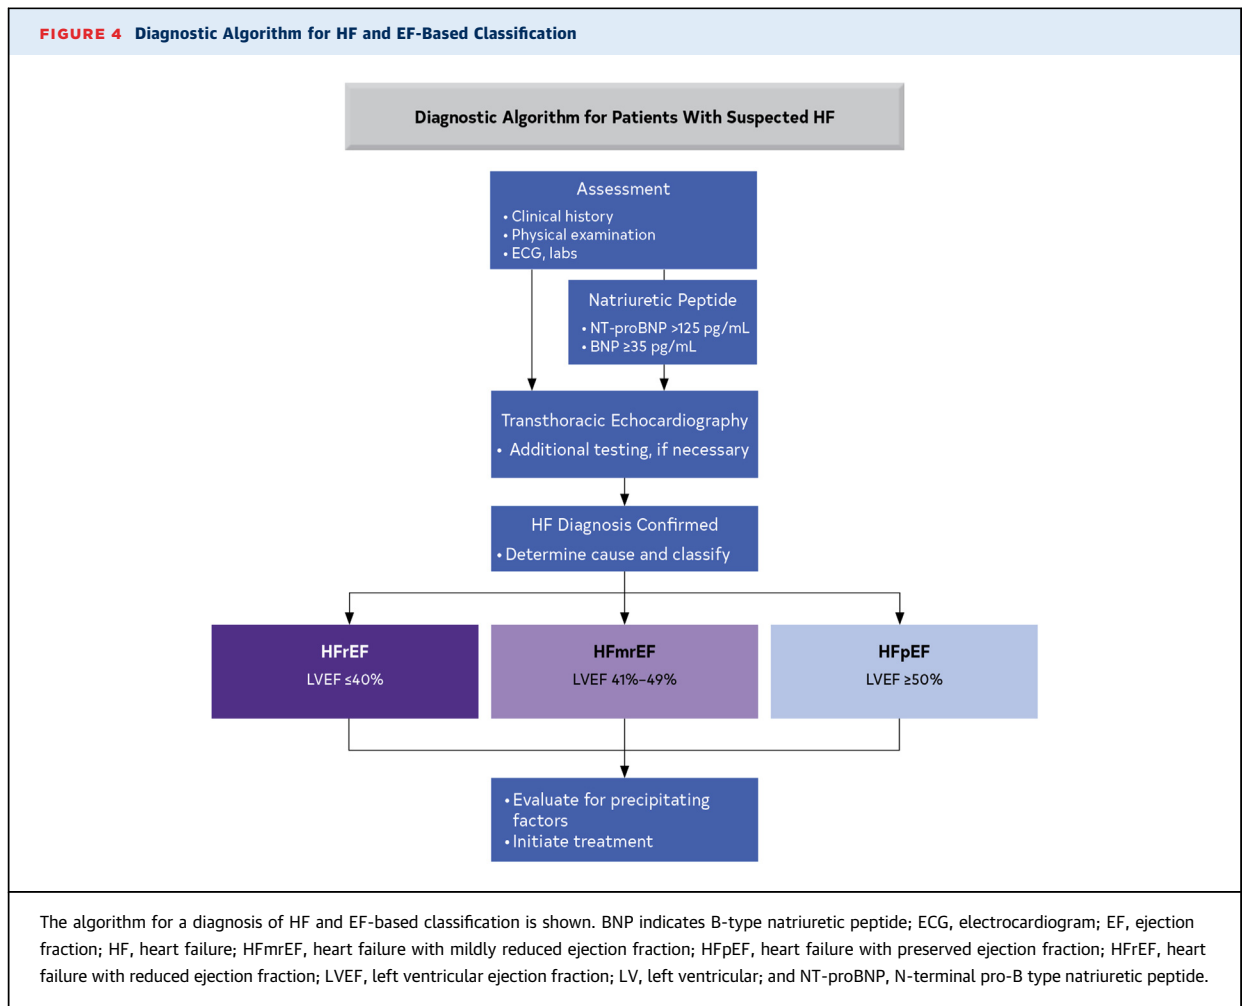 FIGURE 4 Diagnostic Algorithm for HF and EF-Based Classification
Diagnostic Algorithm for Patients With Suspected HF
Assessment
• Clinical history
• Physical examination
• ECG, labs
Natriuretic Peptide
• NT-proBNP >125 pg/mL
• BNP ≥35 pg/mL
Transthoracic Echocardiography
• Additional testing, if necessary
HF Diagnosis Confirmed
• Determine cause and classify
HFrEF
LVEF ≤40%
HFmrEF
LVEF 41%–49%
HFpEF
LVEF ≥50%
• Evaluate for precipitating
factors
• Initiate treatment
The algorithm for a diagnosis of HF and EF-based classification is shown. BNP indicates B-type natriuretic peptide; ECG, electrocardiogram; EF, ejection
fraction; HF, heart failure; HFmrEF, heart failure with mildly reduced ejection fraction; HFpEF, heart failure with preserved ejection fraction; HFrEF, heart
failure with reduced ejection fraction; LVEF, left ventricular ejection fraction; LV, left ventricular; and NT-proBNP, N-terminal pro-B type natriuretic peptide.